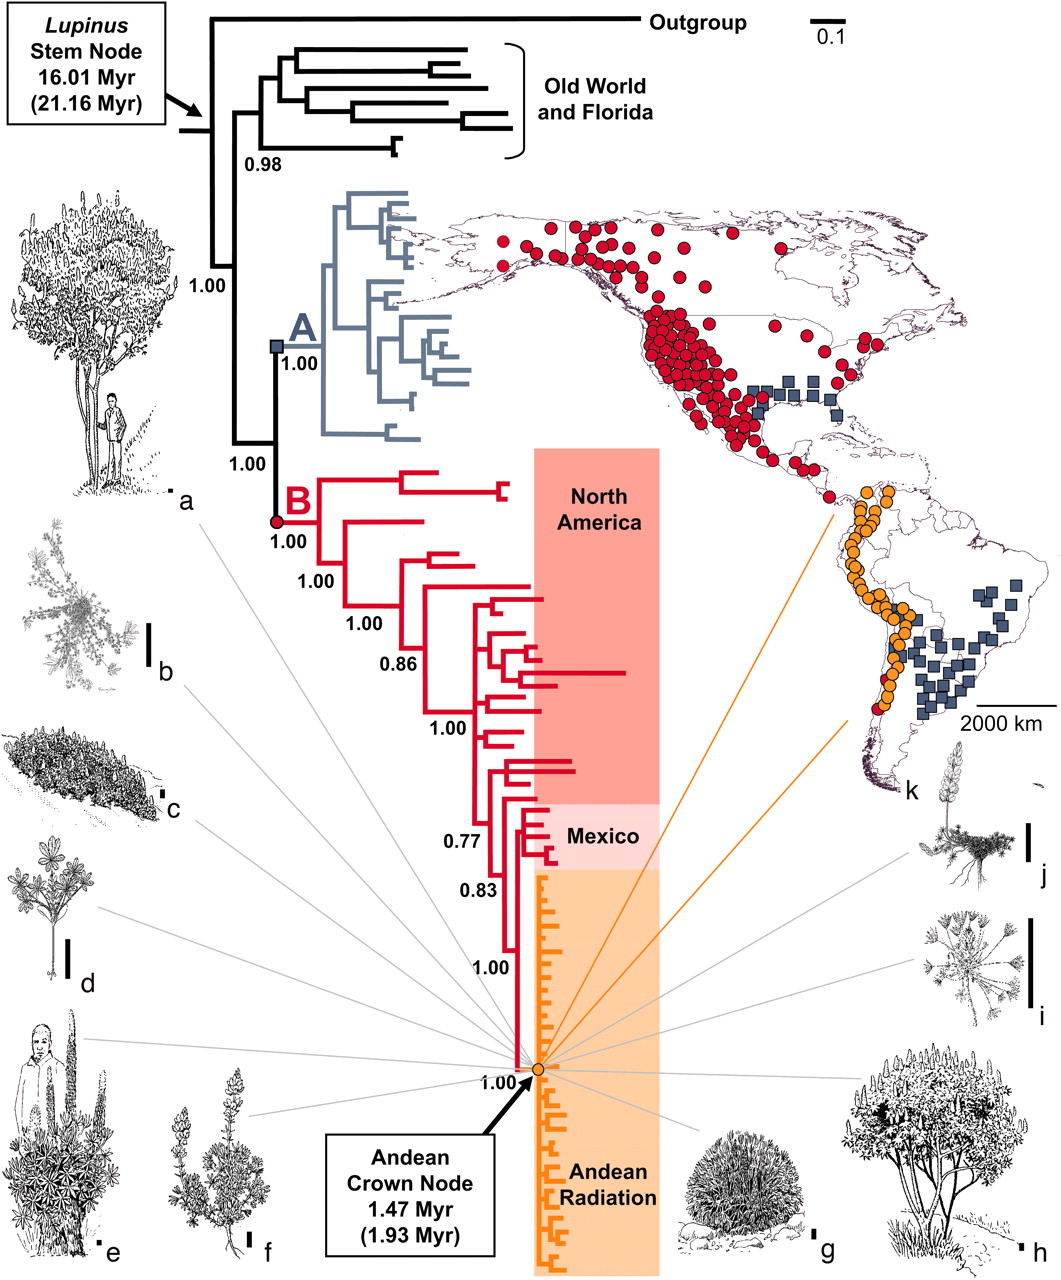 Lupinus
Stem Node
16.01 Myr
(21.16 Myr)
Outgroup
0.1
Old World
and Florida
0.98
1.00
A
1.00
1.00
B
1.00
1.00
1.00
0.86
1.00
0.77
0.83
1.00
1.00
North
America
Mexico
Andean
Radiation
Andean
Crown Node
1.47 Myr
(1.93 Myr)
2000 km
a
b
c
d
e
f
g
h
i
j
k